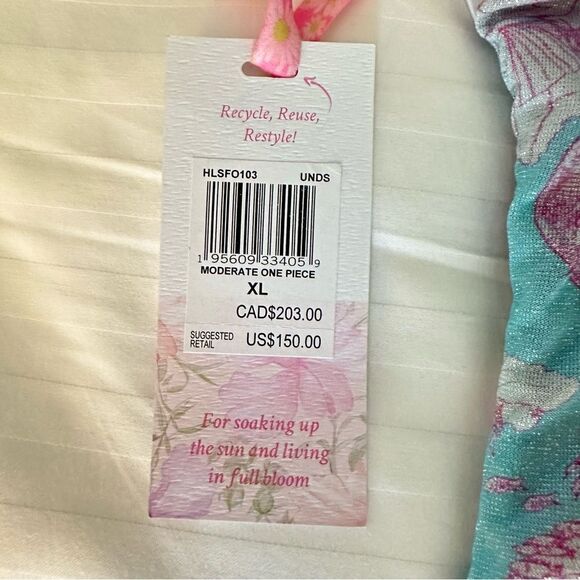 Recycle, Reuse,
Restyle!
HLSFO103 UNDS
1 95609 33405 9
MODERATE ONE PIECE
XL
CAD$203.00
SUGGESTED RETAIL US$150.00
For soaking up
the sun and living
in full bloom